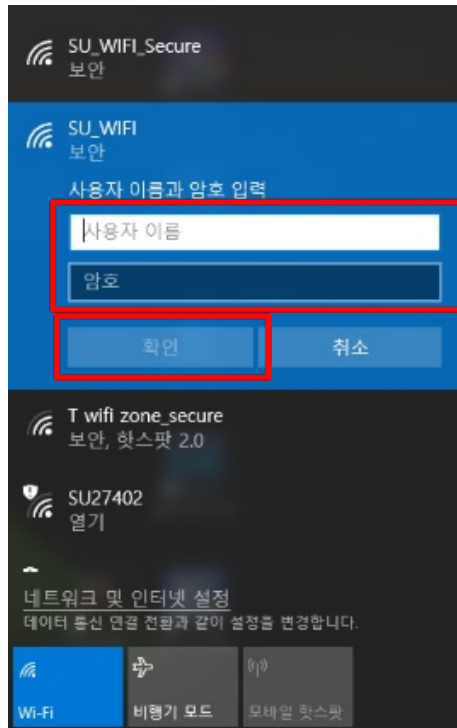 SU_WIFI_Secure
보안
SU_WIFI
보안
사용자 이름과 암호 입력
사용자 이름
암호
확인
취소
T wifi zone_secure
보안, 핫스팟 2.0
SU27402
열기
네트워크 및 인터넷 설정
데이터 통신 연결 전환과 같이 설정을 변경합니다.
Wi-Fi
비행기 모드
모바일 핫스팟